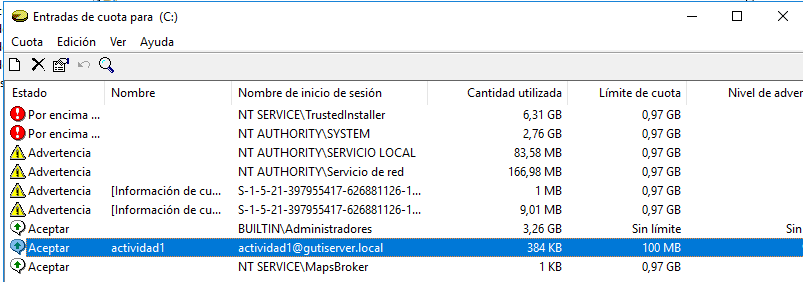 Entradas de cuota para (C:)
Cuota Edición Ver Ayuda
Estado Nombre Nombre de inicio de sesión Cantidad utilizada Límite de cuota Nivel de adver
Por encima ... NT SERVICE\TrustedInstaller 6,31 GB 0,97 GB
Por encima ... NT AUTHORITY\SYSTEM 2,76 GB 0,97 GB
Advertencia NT AUTHORITY\SERVICIO LOCAL 83,58 MB 0,97 GB
Advertencia NT AUTHORITY\Servicio de red 166,98 MB 0,97 GB
Advertencia [Información de cu... S-1-5-21-397955417-626881126-1... 1 MB 0,97 GB
Advertencia [Información de cu... S-1-5-21-397955417-626881126-1... 9,01 MB 0,97 GB
Aceptar BUILTIN\Administradores 3,26 GB Sin límite Sin
Aceptar actividad1 actividad1@gutiserver.local 384 KB 100 MB
Aceptar NT SERVICE\MapsBroker 1 KB 0,97 GB